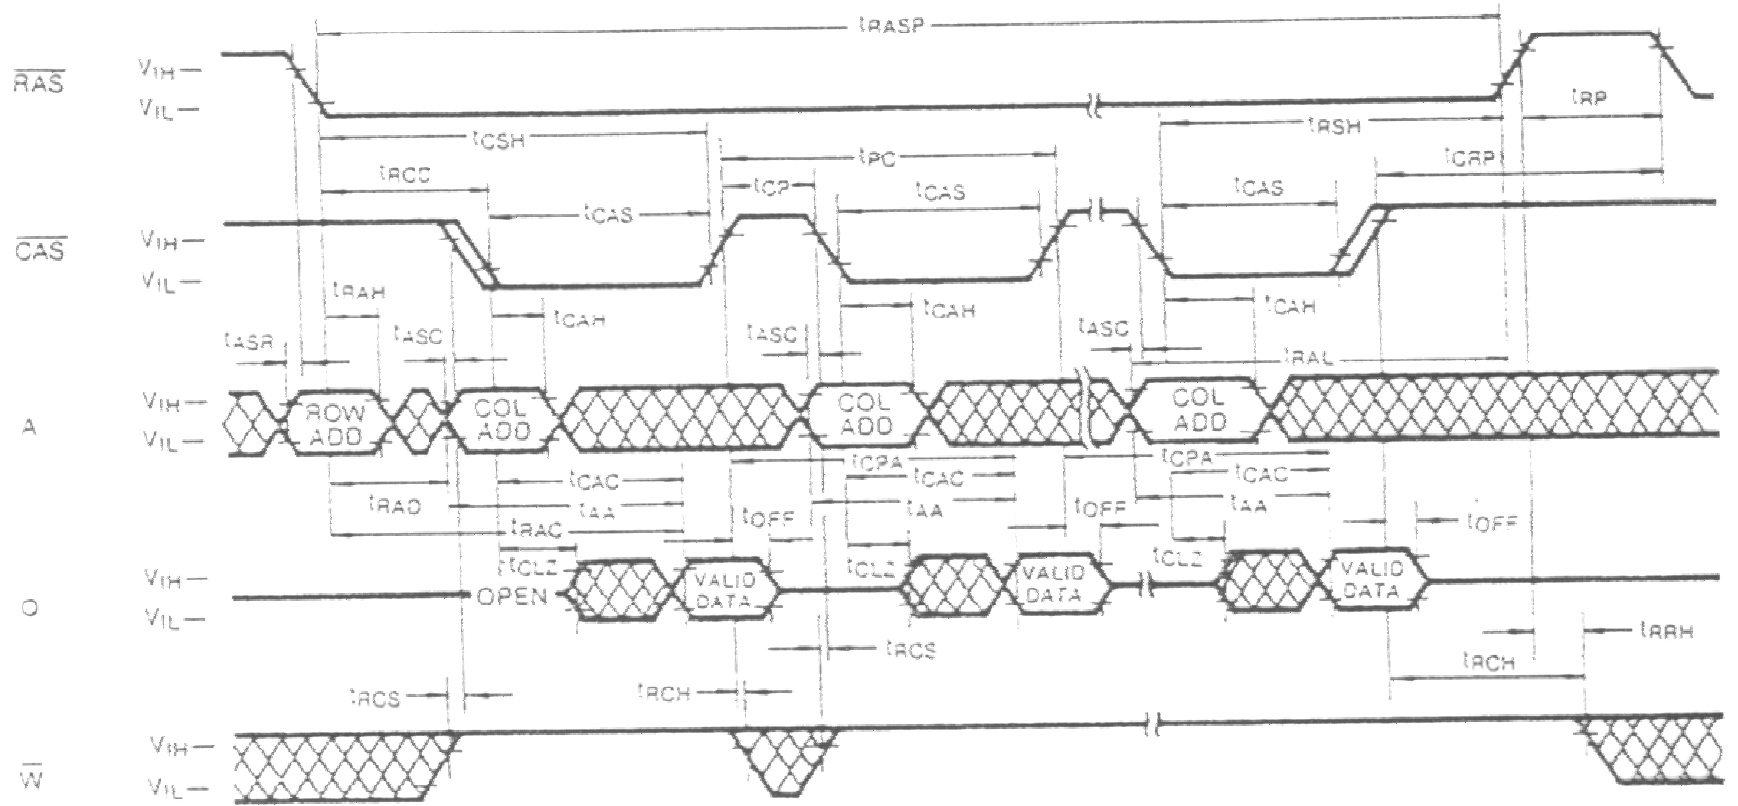 tRASP
RAS
VIH
VIL
tRP
tCSH
tRSH
tRCD
tPC
tCRP
tCP
tCAS
tCAS
tCAS
CAS
VIH
VIL
tRAH
tCAH
tCAH
tCAH
tASR
tASC
tASC
tASC
tRAL
A
VIH
VIL
ROW ADD
COL ADD
COL ADD
COL ADD
tCPA
tCPA
tCAC
tCAC
tCAC
tRAD
tAA
tAA
tAA
tRAC
tOFF
tOFF
tOFF
tCLZ
tCLZ
tCLZ
Q
VIH
VIL
OPEN
VALID DATA
VALID DATA
VALID DATA
tRCS
tRRH
tRCH
tRCS
tRCH
W
VIH
VIL